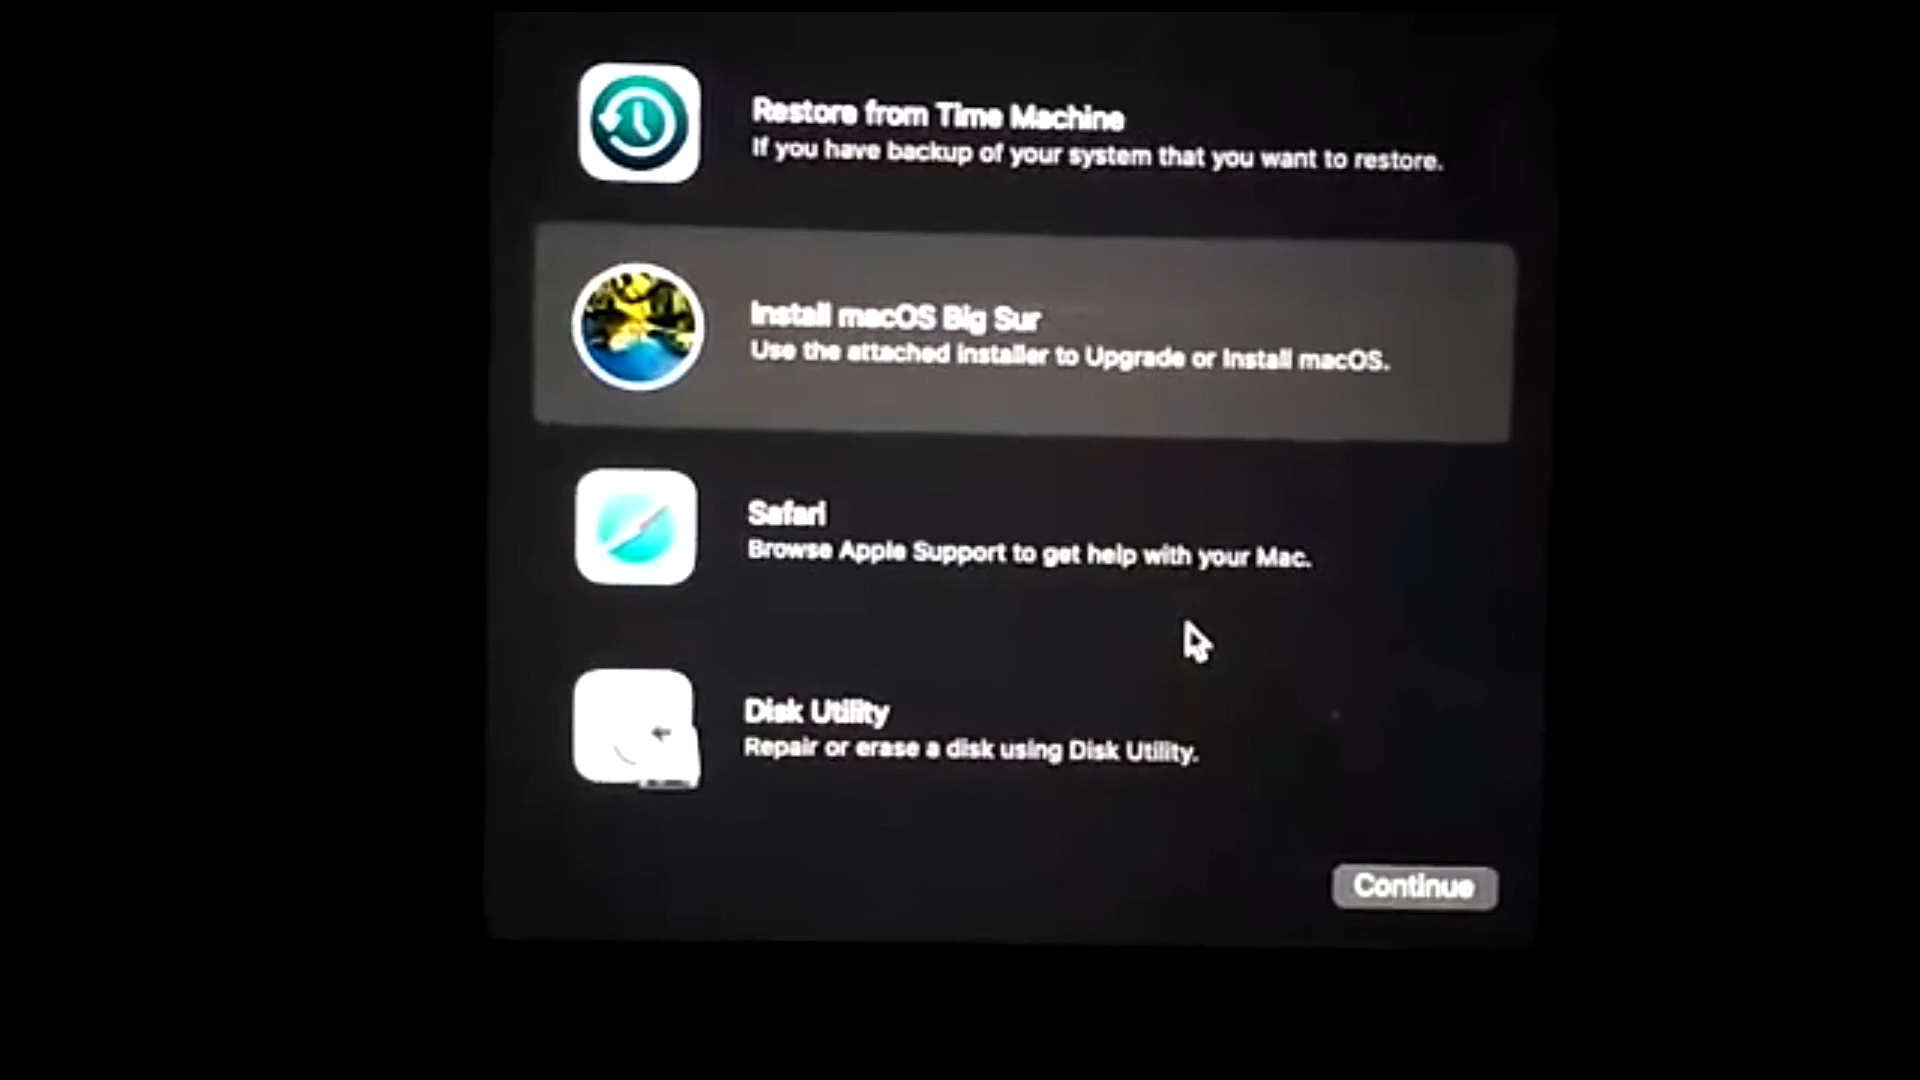 Restore from Time Machine
If you have backup of your system that you want to restore.
Install macOS Big Sur
Use the attached installer to Upgrade or Install macOS.
Safari
Browse Apple Support to get help with your Mac.
Disk Utility
Repair or erase a disk using Disk Utility.
Continue